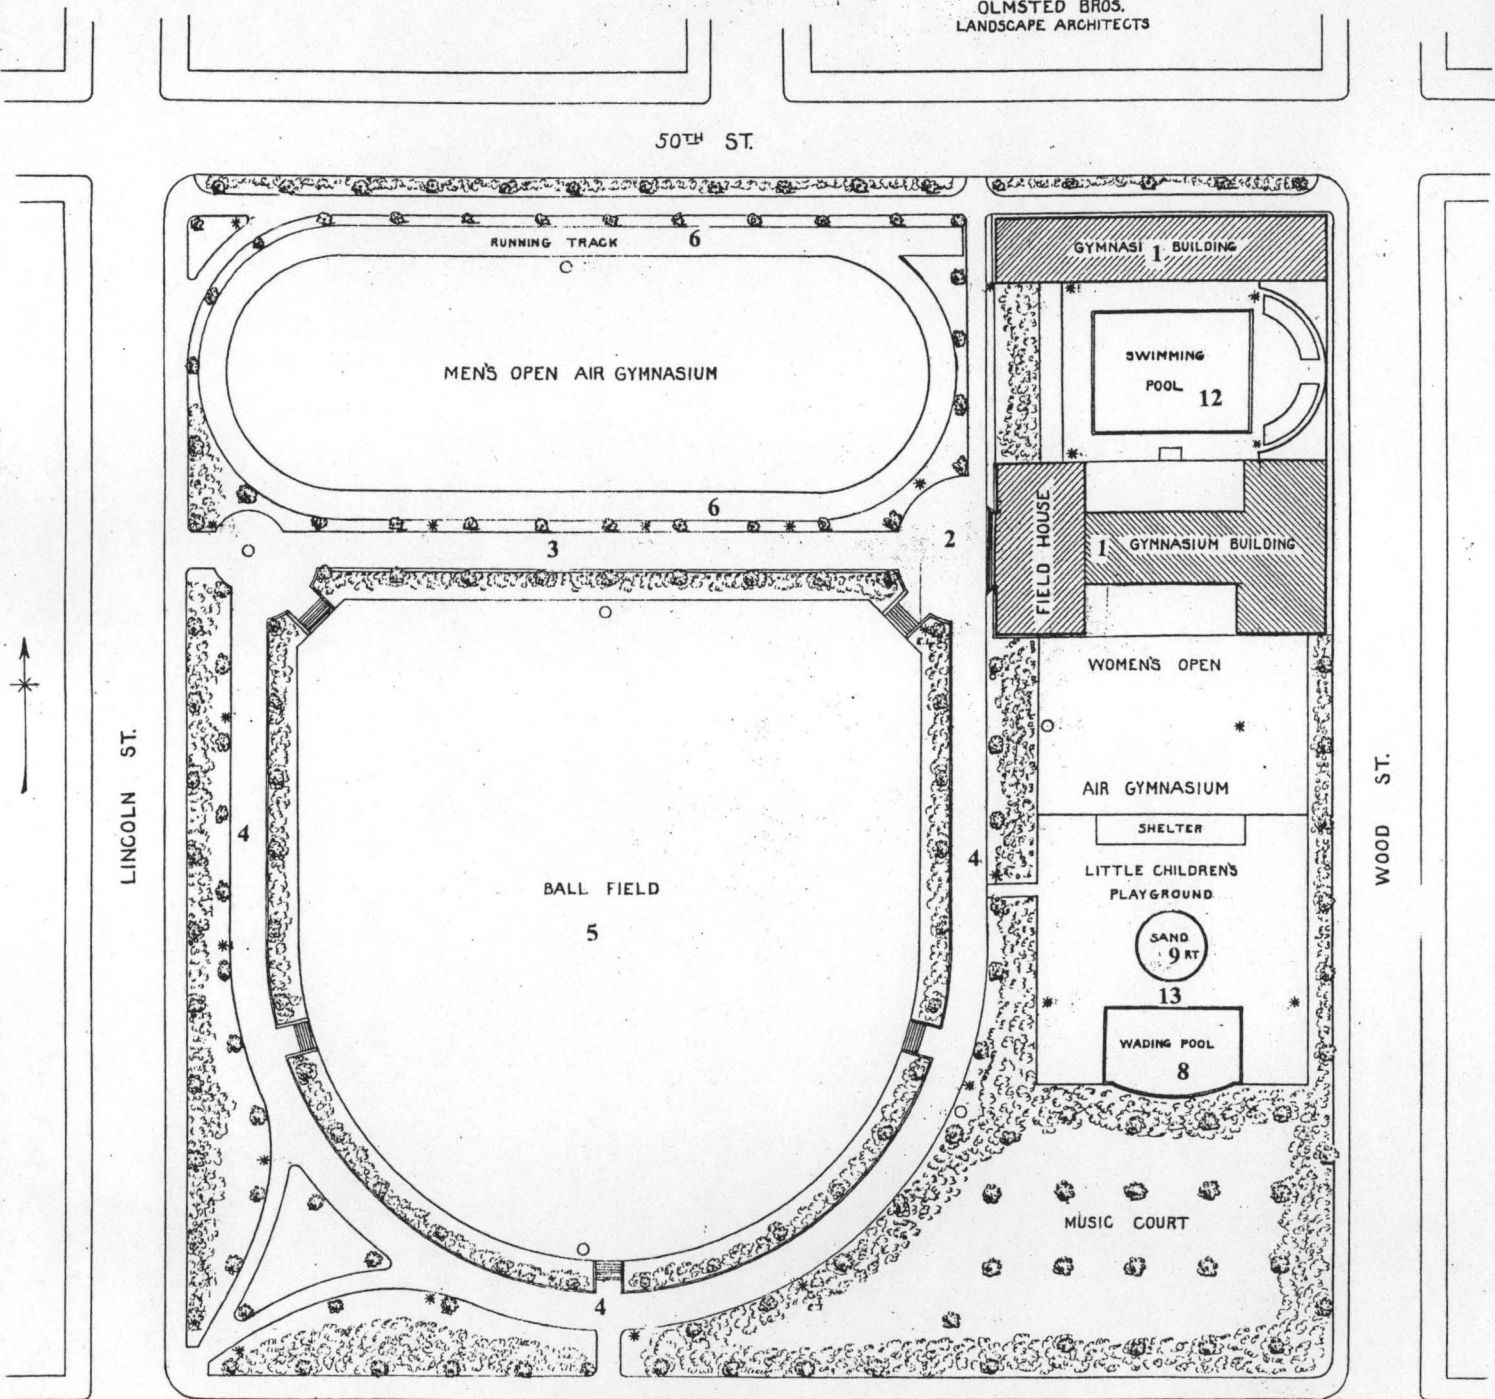 OLMSTED BROS.
LANDSCAPE ARCHITECTS
50TH ST.
RUNNING TRACK 6
GYMNASI 1 BUILDING
MEN'S OPEN AIR GYMNASIUM
SWIMMING
POOL 12
6
3
2
FIELD HOUSE
1 GYMNASIUM BUILDING
E.L.
WOMEN'S OPEN
AIR GYMNASIUM
SHELTER
LINCOLN ST.
WOOD ST.
4
4
LITTLE CHILDREN'S
PLAYGROUND
BALL FIELD
5
SAND
9 RT
13
WADING POOL
8
MUSIC COURT
4